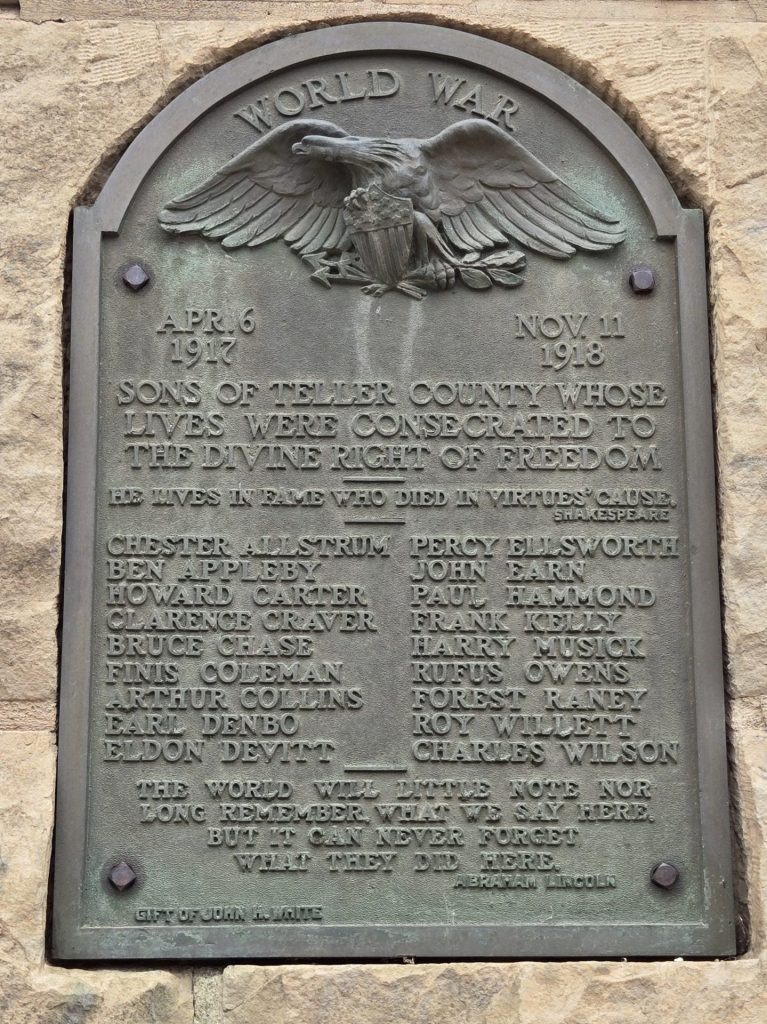 WORLD WAR
APR. 6 NOV. 11
1917 1918
SONS OF TELLER COUNTY WHOSE
LIVES WERE CONSECRATED TO
THE DIVINE RIGHT OF FREEDOM
HE LIVES IN FAME WHO DIED IN VIRTUES' CAUSE.
SHAKESPEARE
CHESTER ALLSTRUM PERCY ELLSWORTH
BEN APPLEBY JOHN EARN
HOWARD CARTER PAUL HAMMOND
CLARENCE CRAVER FRANK KELLY
BRUCE CHASE HARRY MUSICK
FINIS COLEMAN RUFUS OWENS
ARTHUR COLLINS FOREST RANEY
EARL DENBO ROY WILLETT
ELDON DEVITT CHARLES WILSON
THE WORLD WILL LITTLE NOTE NOR
LONG REMEMBER, WHAT WE SAY HERE.
BUT IT CAN NEVER FORGET
WHAT THEY DID HERE.
ABRAHAM LINCOLN
GIFT OF JOHN H. WHITE